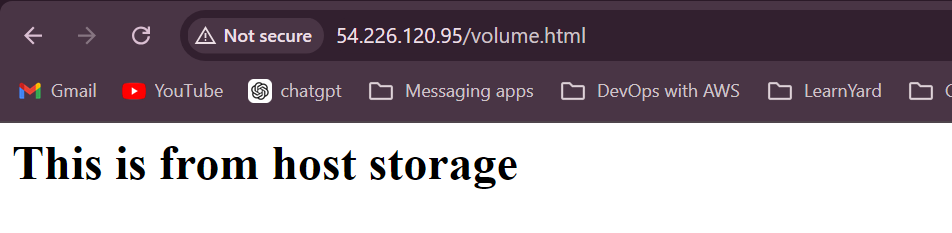 Not secure 54.226.120.95/volume.html
Gmail YouTube chatgpt Messaging apps DevOps with AWS LearnYard
This is from host storage